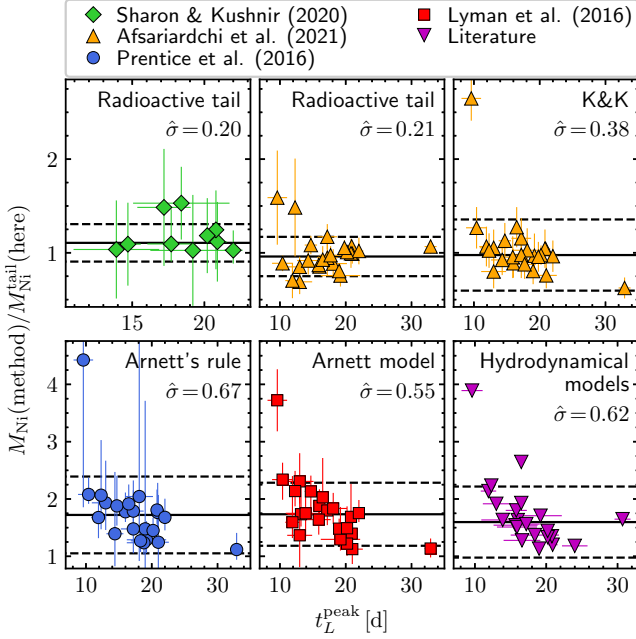 Sharon & Kushnir (2020)
Afsariardchi et al. (2021)
Prentice et al. (2016)
Lyman et al. (2016)
Literature
Radioactive tail
σ̂ = 0.20
Radioactive tail
σ̂ = 0.21
K&K
σ̂ = 0.38
2
1
15 20
10 20 30
10 20 30
Arnett's rule
σ̂ = 0.67
Arnett model
σ̂ = 0.55
Hydrodynamical
models
σ̂ = 0.62
4
3
2
1
10 20 30
10 20 30
10 20 30
M_Ni(method)/M_Ni^tail(here)
t_L^peak [d]